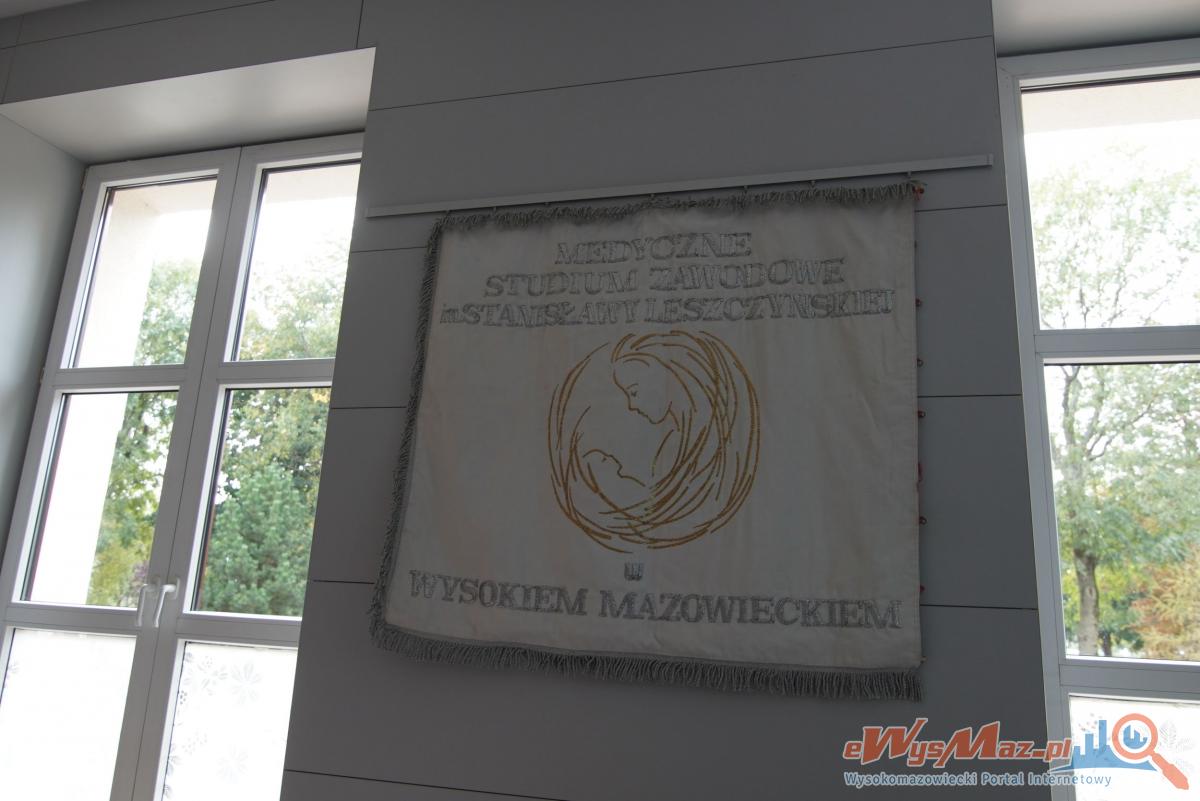 MEDYCZNE
STUDIUM ZAWODOWE
im. STANISŁAWY LESZCZYŃSKIEJ
W
WYSOKIEM MAZOWIECKIEM
eWysMaz.pl
Wysokomazowiecki Portal Internetowy